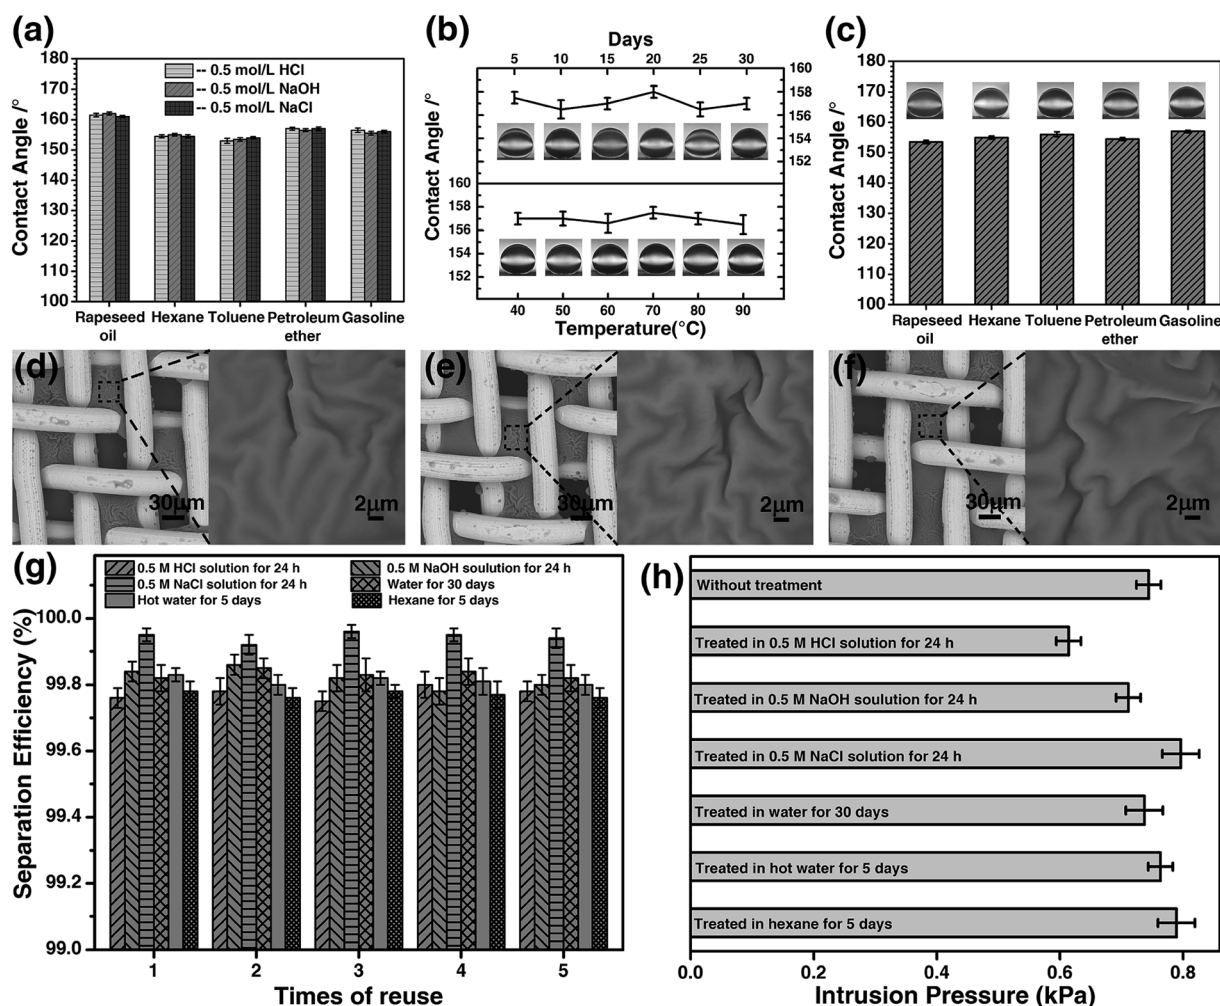 (a)
180
170
160
150
140
130
120
110
100
Contact Angle /°
-- 0.5 mol/L HCl
-- 0.5 mol/L NaOH
-- 0.5 mol/L NaCl
Rapeseed oil
Hexane
Toluene
Petroleum ether
Gasoline
(b)
Days
5 10 15 20 25 30
160
158
156
154
152
Contact Angle /°
160
158
156
154
152
40 50 60 70 80 90
Temperature(°C)
(c)
180
170
160
150
140
130
120
110
100
Contact Angle /°
Rapeseed oil
Hexane
Toluene
Petroleum ether
Gasoline
(d)
30μm
2μm
(e)
30μm
2μm
(f)
30μm
2μm
(g)
0.5 M HCl solution for 24 h
0.5 M NaOH soulution for 24 h
0.5 M NaCl solution for 24 h
Water for 30 days
Hot water for 5 days
Hexane for 5 days
100.0
99.8
99.6
99.4
99.2
99.0
Separation Efficiency (%)
1 2 3 4 5
Times of reuse
(h)
Without treatment
Treated in 0.5 M HCl solution for 24 h
Treated in 0.5 M NaOH soulution for 24 h
Treated in 0.5 M NaCl solution for 24 h
Treated in water for 30 days
Treated in hot water for 5 days
Treated in hexane for 5 days
0.0 0.2 0.4 0.6 0.8
Intrusion Pressure (kPa)